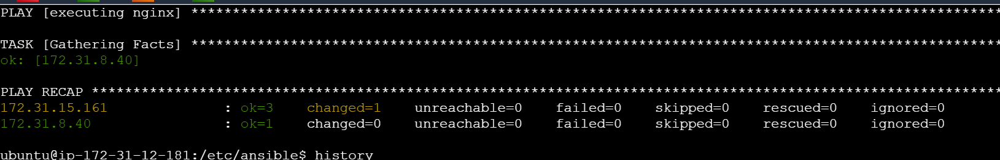 PLAY [executing nginx] **************************************************************************************************
TASK [Gathering Facts] **************************************************************************************************
ok: [172.31.8.40]
PLAY RECAP **************************************************************************************************************
172.31.15.161 : ok=3 changed=1 unreachable=0 failed=0 skipped=0 rescued=0 ignored=0
172.31.8.40 : ok=1 changed=0 unreachable=0 failed=0 skipped=0 rescued=0 ignored=0
ubuntu@ip-172-31-12-181:/etc/ansible$ history